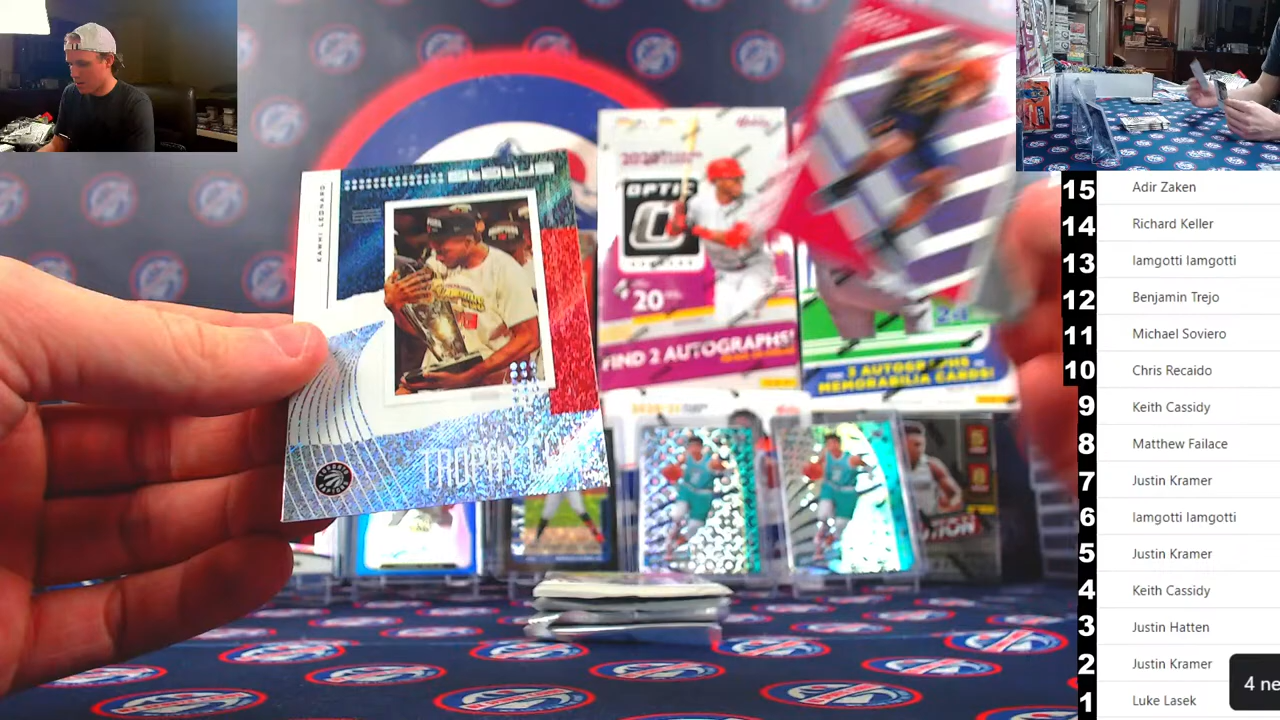 KAWHI LEONARD
TROPHY
RAPTORS
OPTIC
20
FIND 2 AUTOGRAPHS!
2 AUTOGRAPHS
MEMORABILIA CARDS!
15 Adir Zaken
14 Richard Keller
13 Iamgotti Iamgotti
12 Benjamin Trejo
11 Michael Soviero
10 Chris Recaido
9 Keith Cassidy
8 Matthew Failace
7 Justin Kramer
6 Iamgotti Iamgotti
5 Justin Kramer
4 Keith Cassidy
3 Justin Hatten
2 Justin Kramer
1 Luke Lasek
4 ne